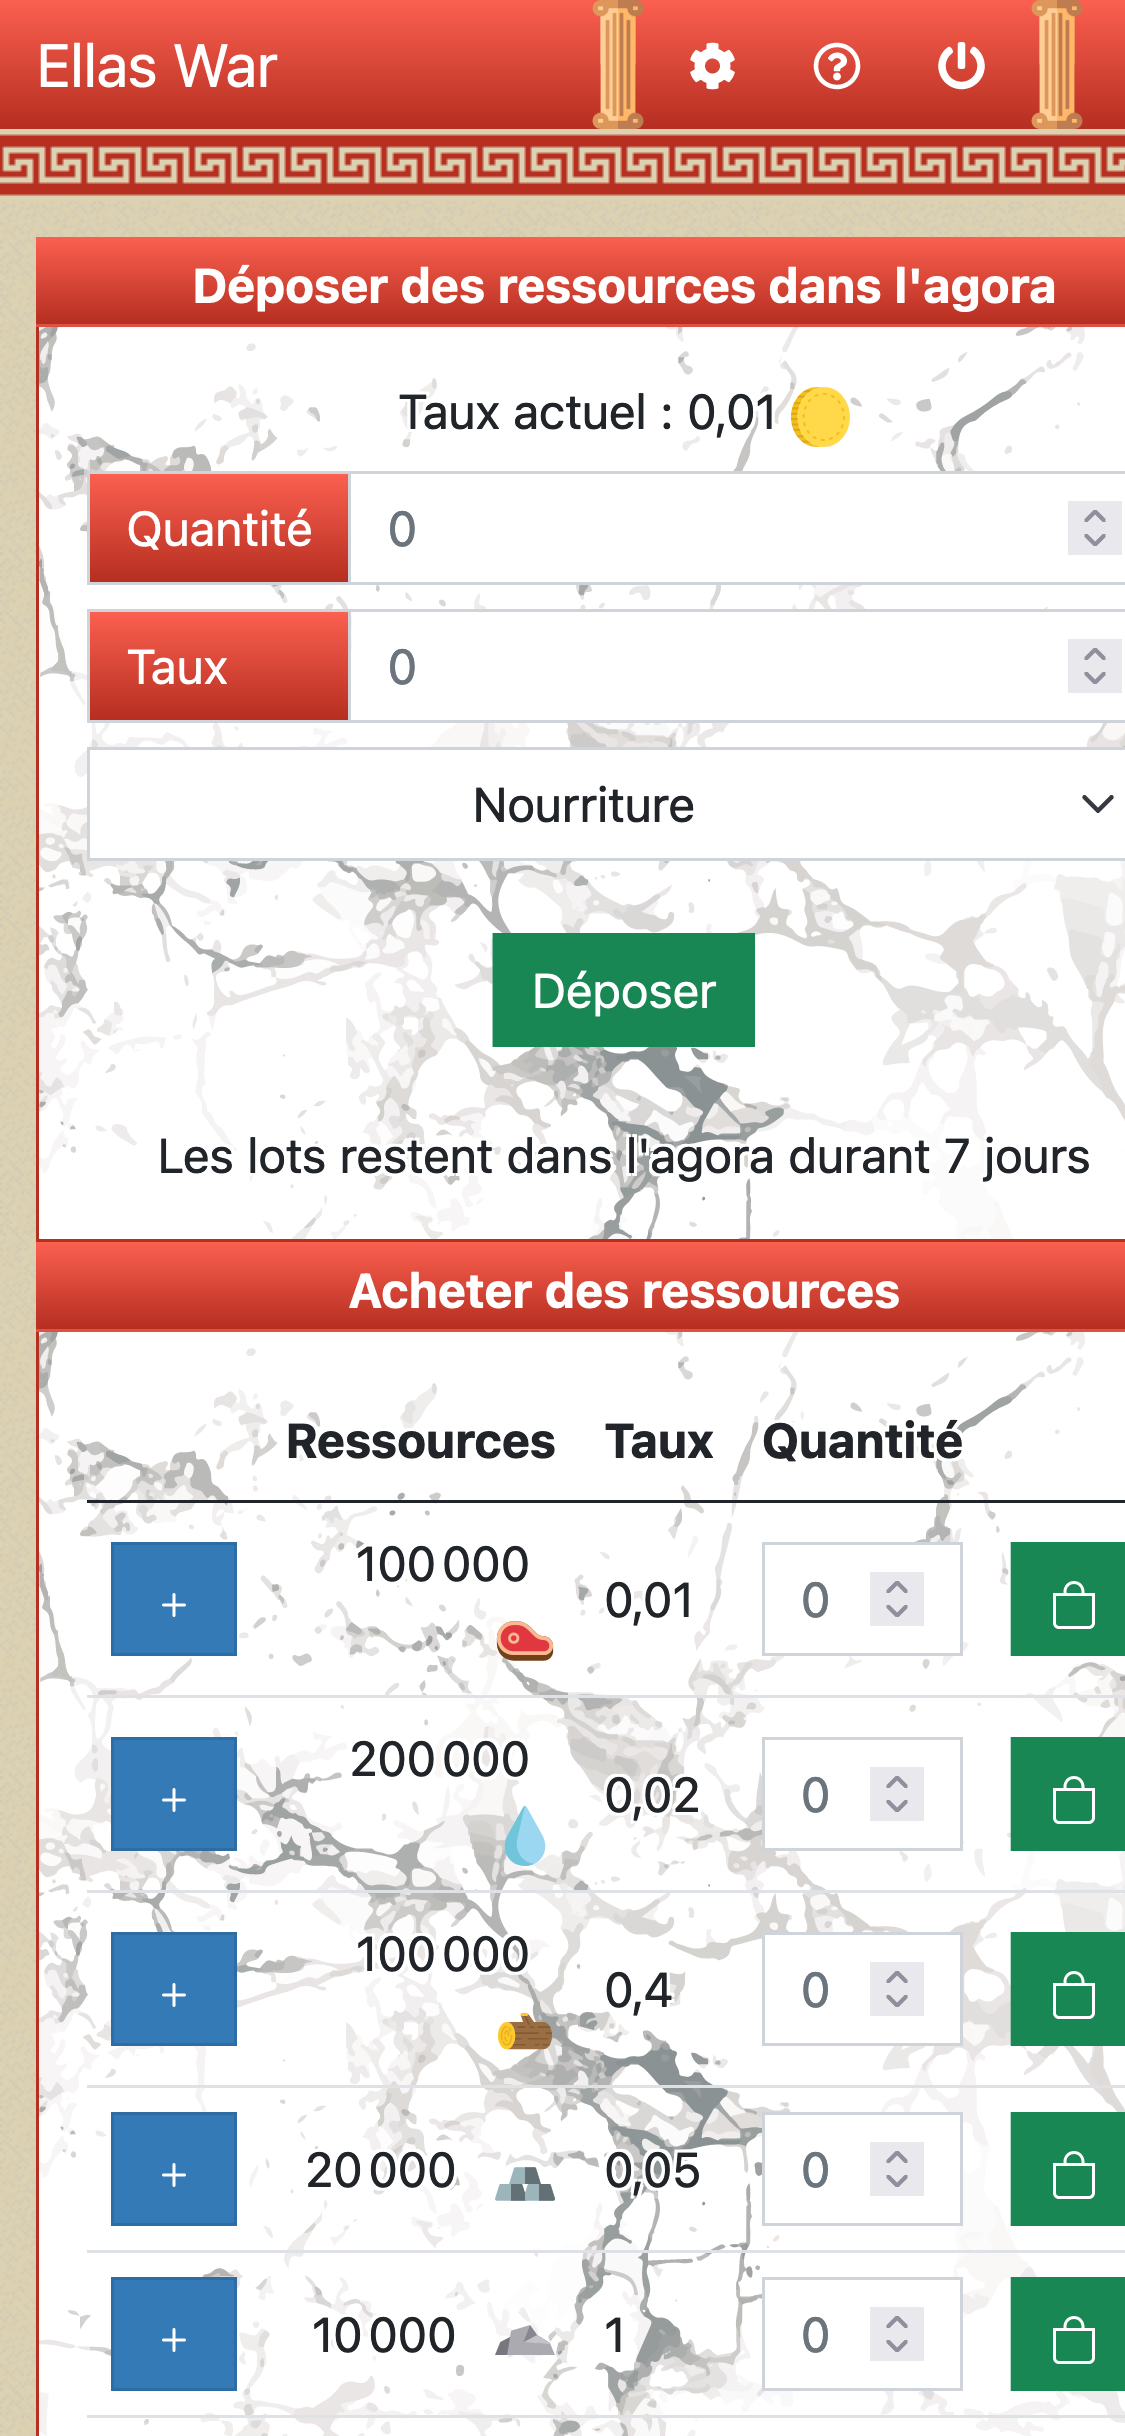 Ellas War
Déposer des ressources dans l'agora
Taux actuel : 0,01
Quantité 0
Taux 0
Nourriture
Déposer
Les lots restent dans l'agora durant 7 jours
Acheter des ressources
Ressources Taux Quantité
+ 100 000 0,01 0
+ 200 000 0,02 0
+ 100 000 0,4 0
+ 20 000 0,05 0
+ 10 000 1 0